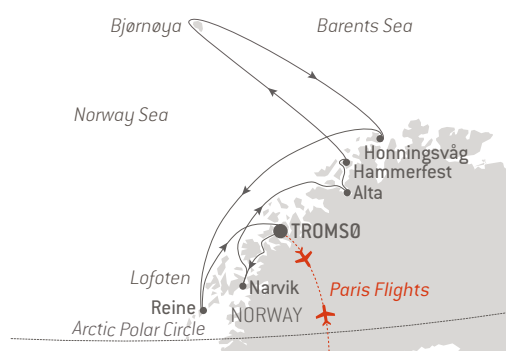 Bjørnøya
Barents Sea
Norway Sea
Honningsvåg
Hammerfest
Alta
TROMSØ
Lofoten
Narvik
Paris Flights
Reine
NORWAY
Arctic Polar Circle